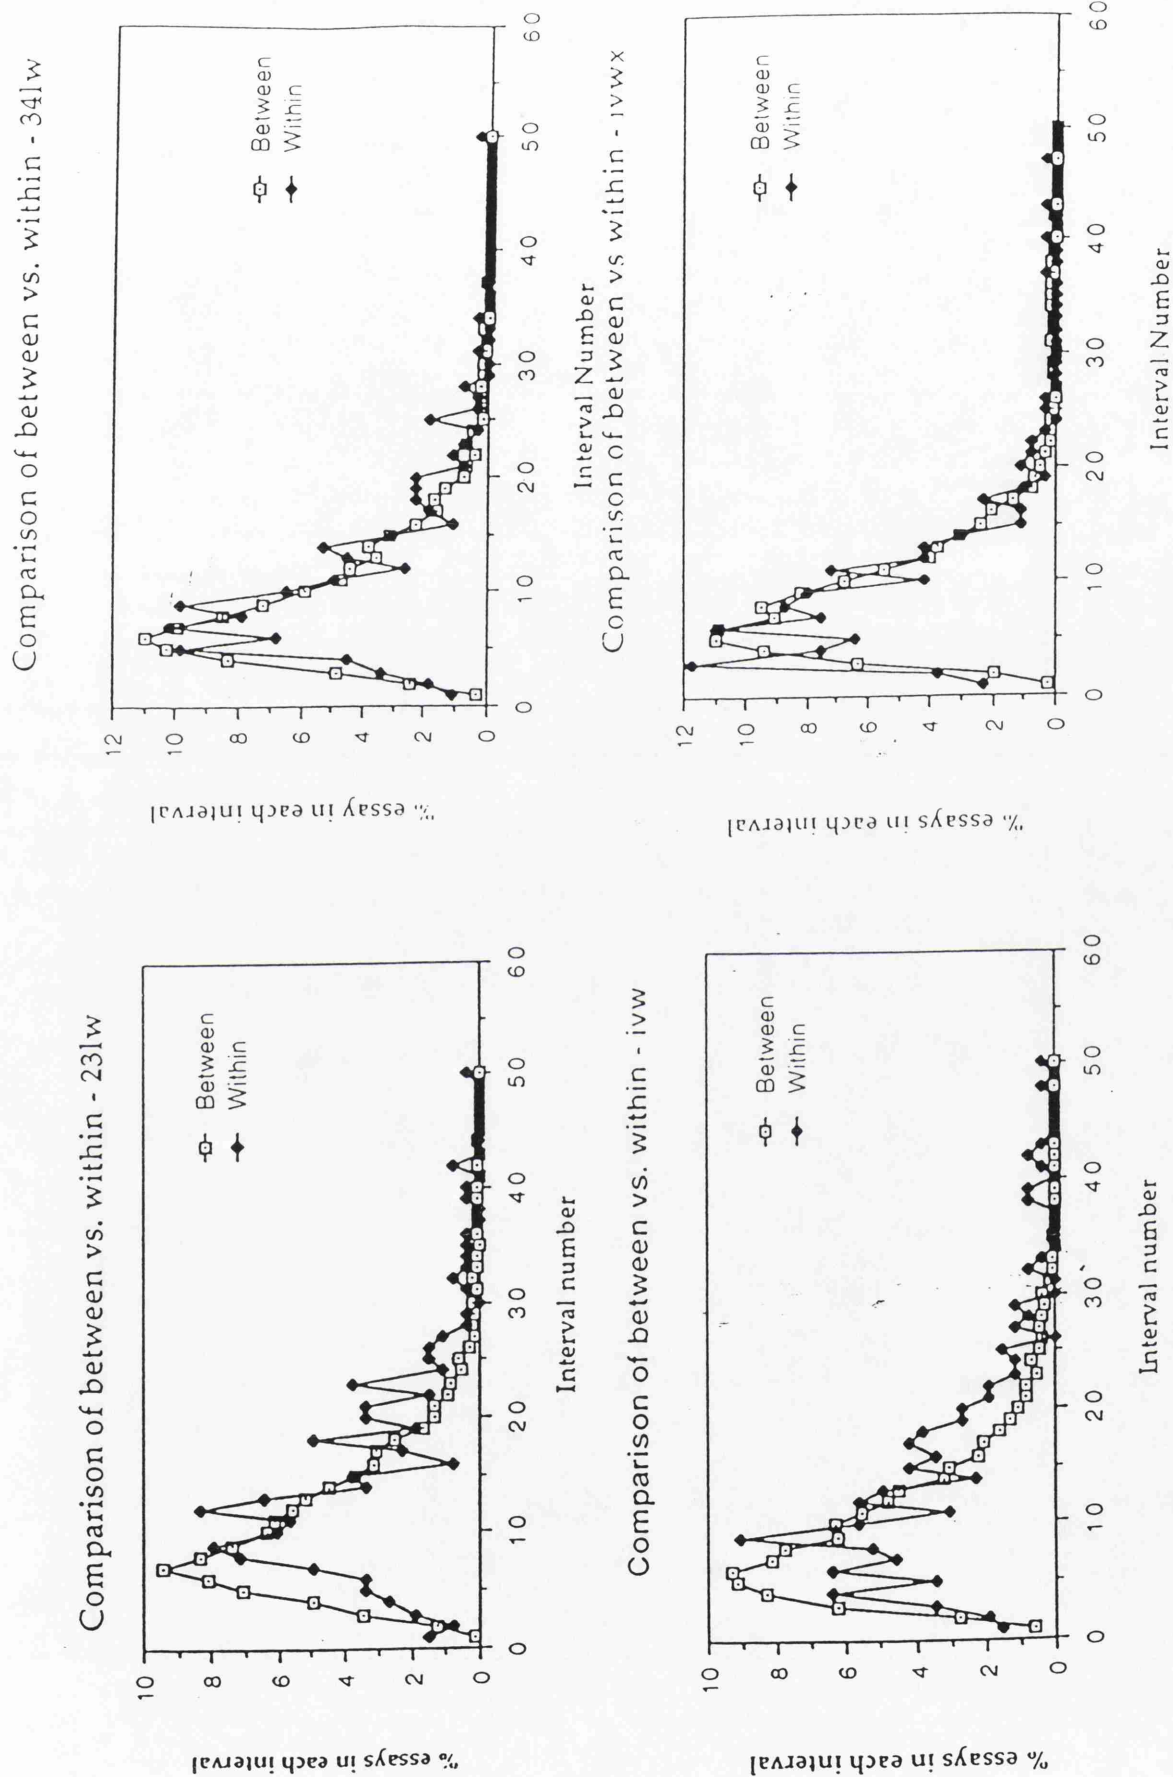 Comparison of between vs. within - 23lw
% essays in each interval
10
8
6
4
2
0
Between
Within
0 10 20 30 40 50 60
Interval number
Comparison of between vs. within - 34lw
% essay in each interval
12
10
8
6
4
2
0
Between
Within
0 10 20 30 40 50 60
Interval Number
Comparison of between vs. within - ivw
% essays in each interval
10
8
6
4
2
0
Between
Within
0 10 20 30 40 50 60
Interval number
Comparison of between vs within - ivwx
% essays in each interval
12
10
8
6
4
2
0
Between
Within
0 10 20 30 40 50 60
Interval Number